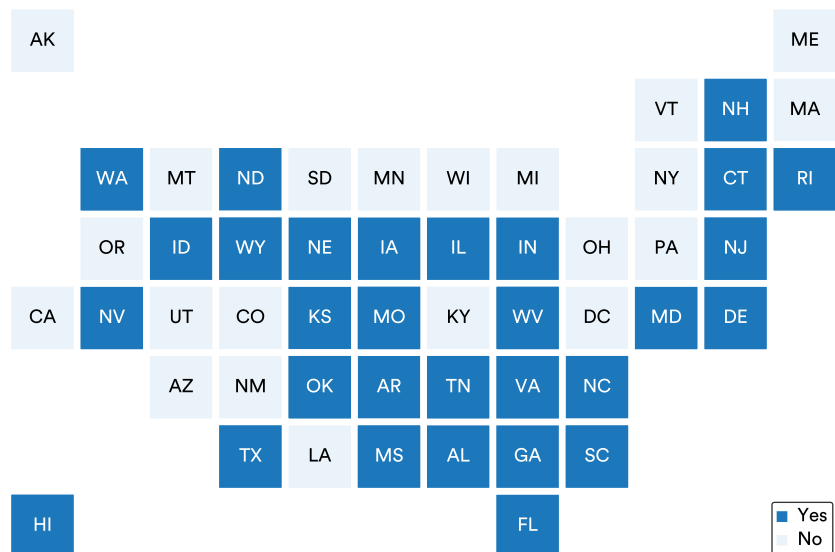 AK ME
VT NH MA
WA MT ND SD MN WI MI NY CT RI
OR ID WY NE IA IL IN OH PA NJ
CA NV UT CO KS MO KY WV DC MD DE
AZ NM OK AR TN VA NC
TX LA MS AL GA SC
HI FL
Yes
No